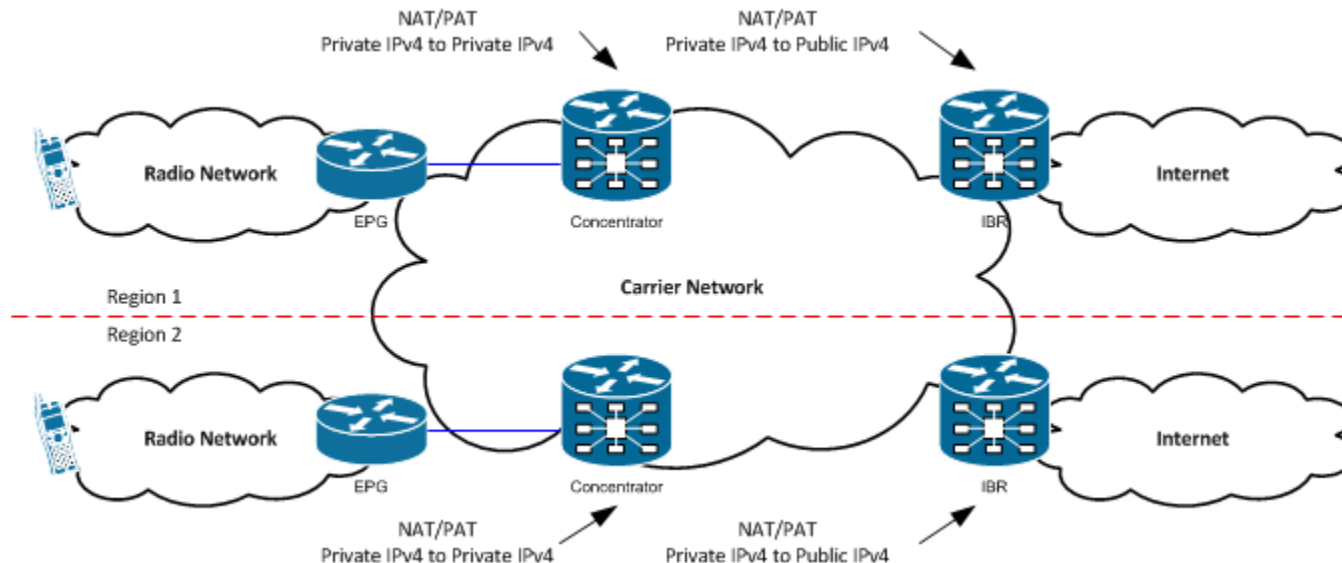 NAT/PAT
Private IPv4 to Private IPv4
NAT/PAT
Private IPv4 to Public IPv4
Radio Network
EPG
Concentrator
IBR
Internet
Carrier Network
Region 1
Region 2
Radio Network
EPG
Concentrator
IBR
Internet
NAT/PAT
Private IPv4 to Private IPv4
NAT/PAT
Private IPv4 to Public IPv4